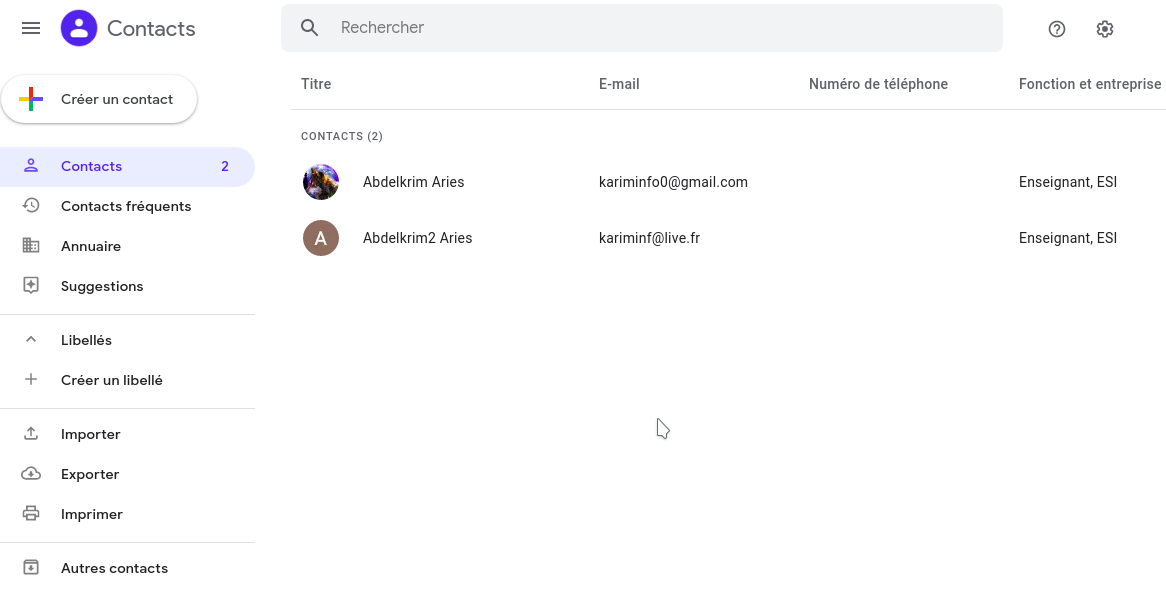 Contacts
Rechercher
Créer un contact
Contacts 2
Contacts fréquents
Annuaire
Suggestions
Libellés
Créer un libellé
Importer
Exporter
Imprimer
Autres contacts
Titre E-mail Numéro de téléphone Fonction et entreprise
CONTACTS (2)
Abdelkrim Aries kariminfo0@gmail.com Enseignant, ESI
A Abdelkrim2 Aries kariminf@live.fr Enseignant, ESI